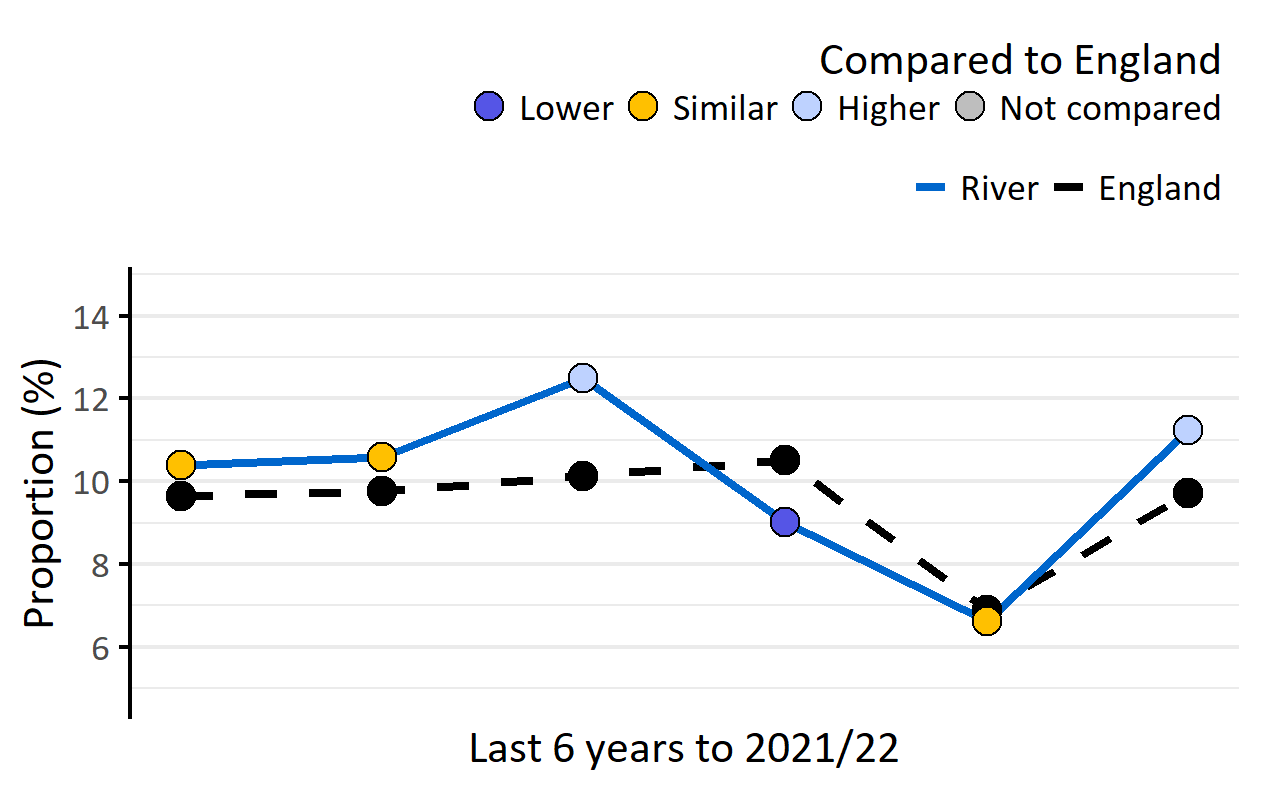 Compared to England
Lower Similar Higher Not compared
River England
Proportion (%)
14
12
10
8
6
Last 6 years to 2021/22